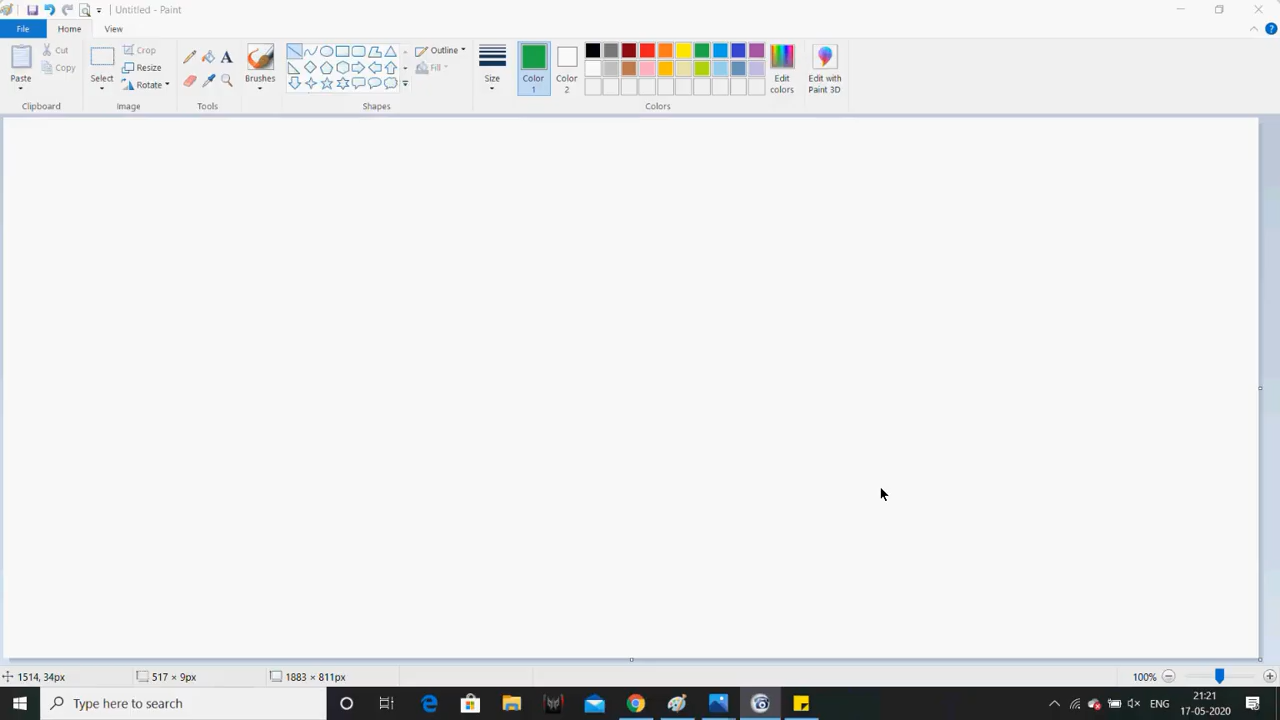 Untitled - Paint
File Home View
Paste
Cut
Copy
Clipboard
Select
Crop
Resize
Rotate
Image
A
Tools
Brushes
Shapes
Outline
Fill
Size
Color 1
Color 2
Edit colors
Colors
Edit with Paint 3D
1514, 34px 517 × 9px 1883 × 811px 100%
Type here to search
ENG
21:21
17-05-2020